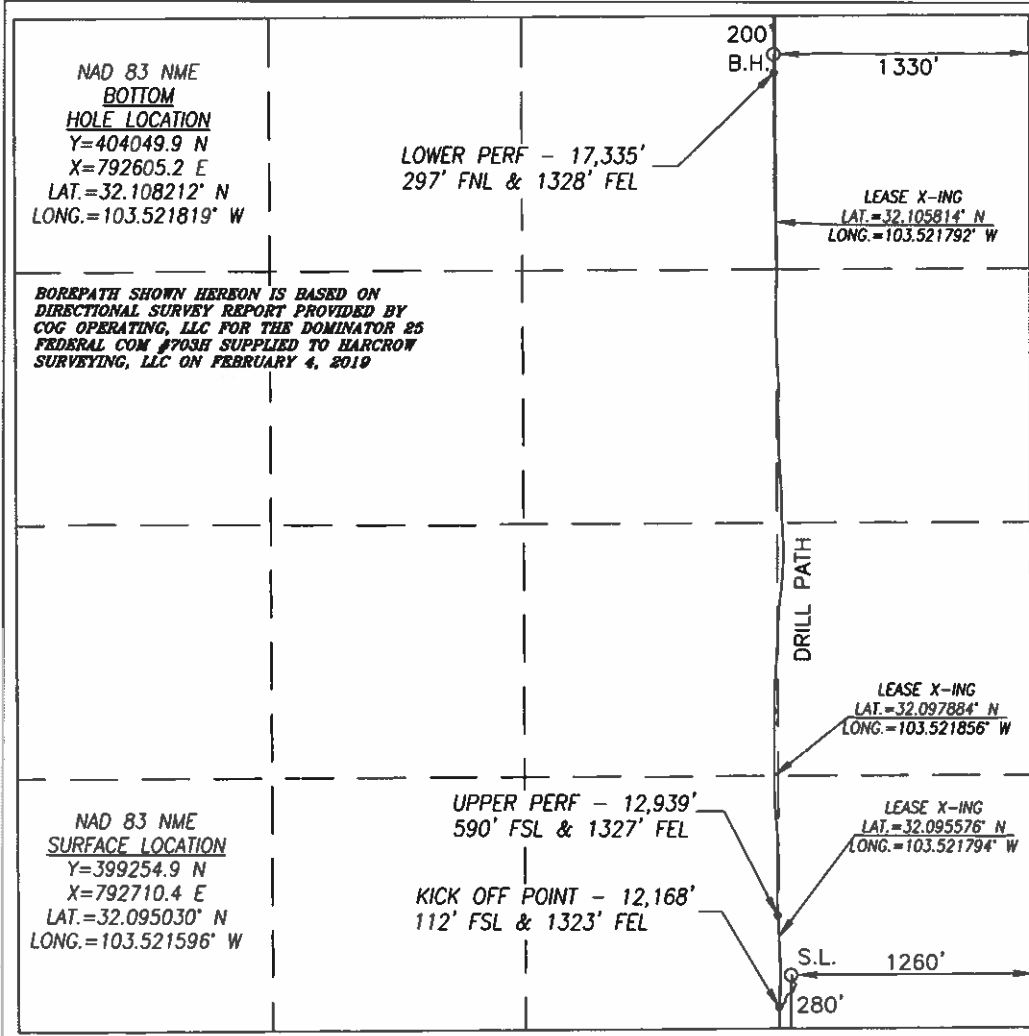 200'
B.H.
1330'
NAD 83 NME
BOTTOM
HOLE LOCATION
Y=404049.9 N
X=792605.2 E
LAT.=32.108212° N
LONG.=103.521819° W
LOWER PERF - 17,335'
297' FNL & 1328' FEL
LEASE X-ING
LAT.=32.105814° N
LONG.=103.521792° W
BOREPATH SHOWN HEREON IS BASED ON
DIRECTIONAL SURVEY REPORT PROVIDED BY
COG OPERATING, LLC FOR THE DOMINATOR 25
FEDERAL COM #703H SUPPLIED TO HARCROW
SURVEYING, LLC ON FEBRUARY 4, 2019
DRILL PATH
LEASE X-ING
LAT.=32.097884° N
LONG.=103.521856° W
UPPER PERF - 12,939'
590' FSL & 1327' FEL
LEASE X-ING
LAT.=32.095576° N
LONG.=103.521794° W
NAD 83 NME
SURFACE LOCATION
Y=399254.9 N
X=792710.4 E
LAT.=32.095030° N
LONG.=103.521596° W
KICK OFF POINT - 12,168'
112' FSL & 1323' FEL
S.L.
1260'
280'